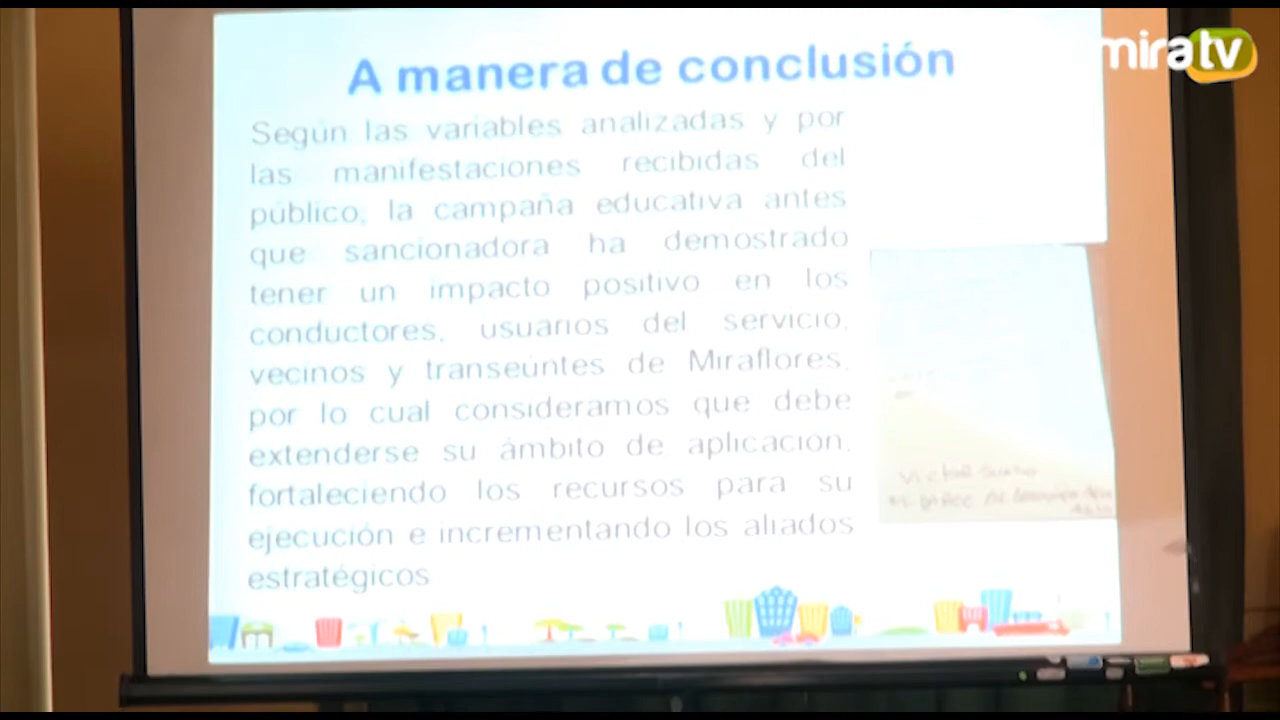 miratv
A manera de conclusión
Según las variables analizadas y por
las manifestaciones recibidas del
público, la campaña educativa antes
que sancionadora ha demostrado
tener un impacto positivo en los
conductores, usuarios del servicio,
vecinos y transeúntes de Miraflores,
por lo cual consideramos que debe
extenderse su ámbito de aplicación,
fortaleciendo los recursos para su
ejecución e incrementando los aliados
estratégicos
m